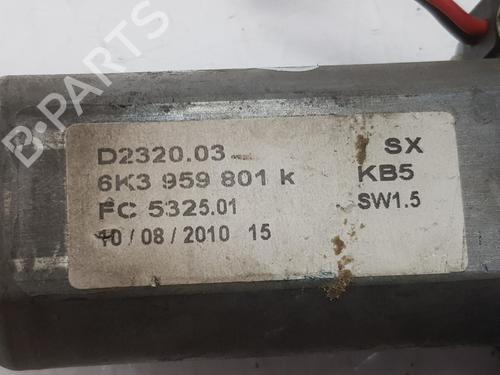 B-PARTS
D2320.03 SX
6K3 959 801 k KB5
FC 5325.01 SW1.5
10 / 08 / 2010 15